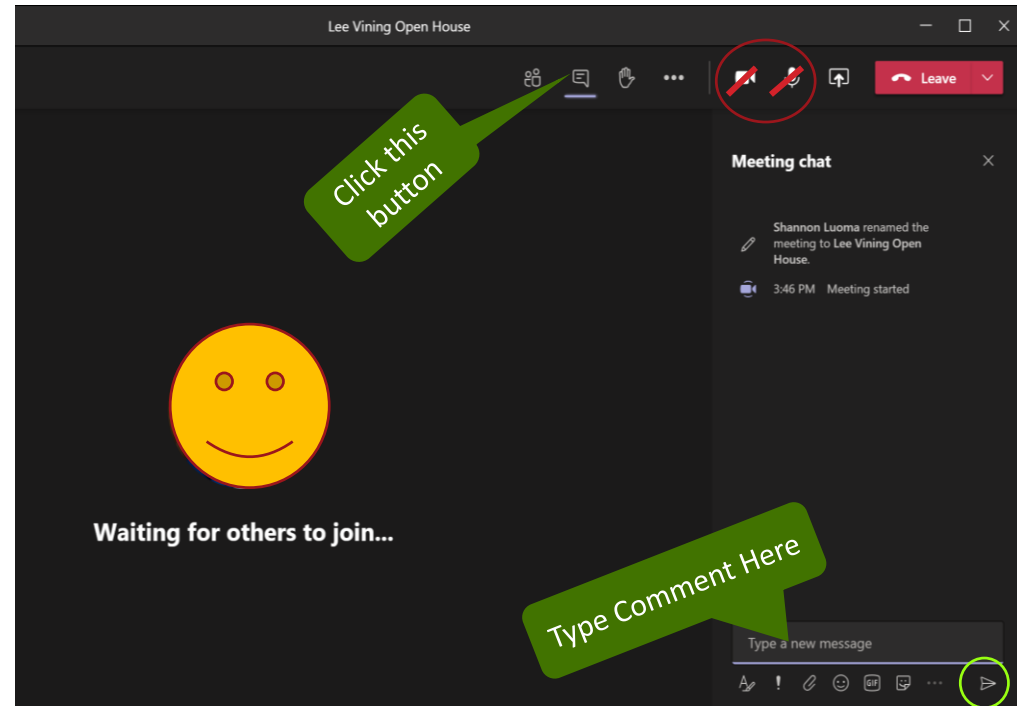 Lee Vining Open House
Leave
Click this
button
Meeting chat
Shannon Luoma renamed the
meeting to Lee Vining Open
House.
3:46 PM Meeting started
Waiting for others to join...
Type Comment Here
Type a new message
GIF